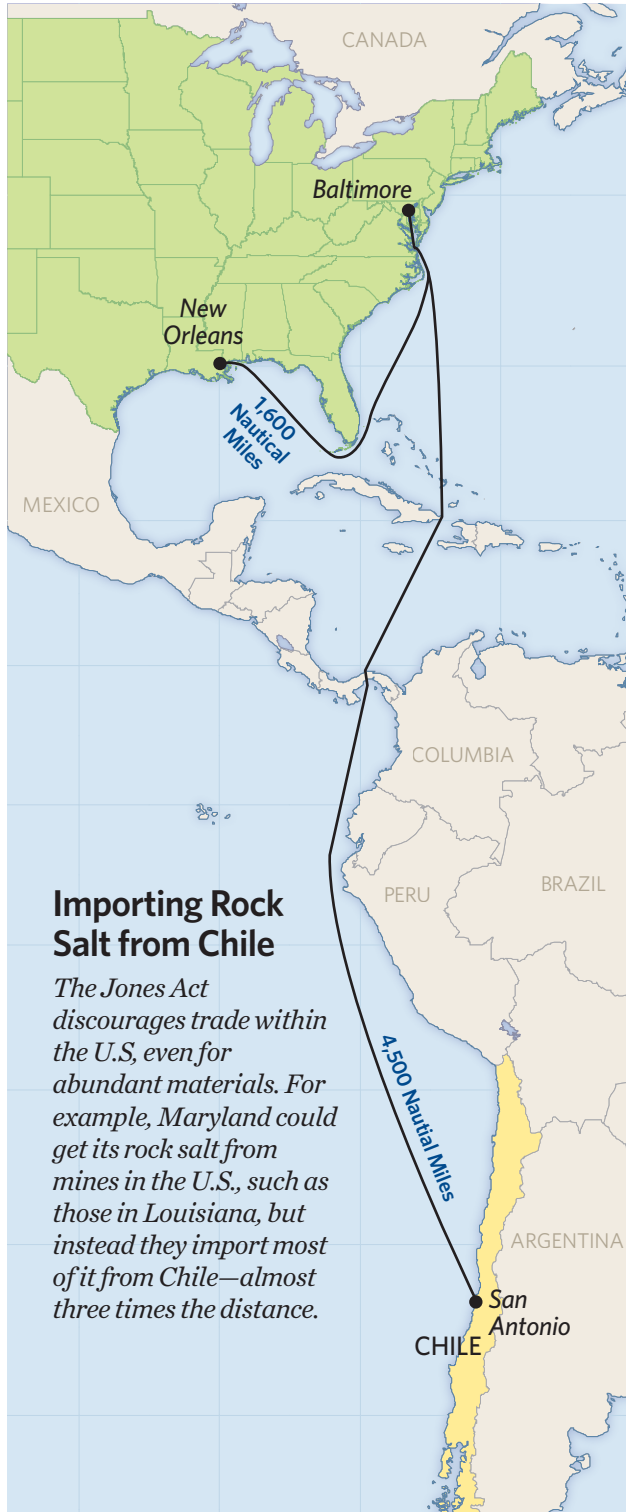 CANADA
Baltimore
New
Orleans
1,600
Nautical
Miles
MEXICO
COLUMBIA
PERU
BRAZIL
Importing Rock
Salt from Chile
The Jones Act
discourages trade within
the U.S, even for
abundant materials. For
example, Maryland could
get its rock salt from
mines in the U.S., such as
those in Louisiana, but
instead they import most
of it from Chile—almost
three times the distance.
4,500 Nautial Miles
ARGENTINA
San
Antonio
CHILE